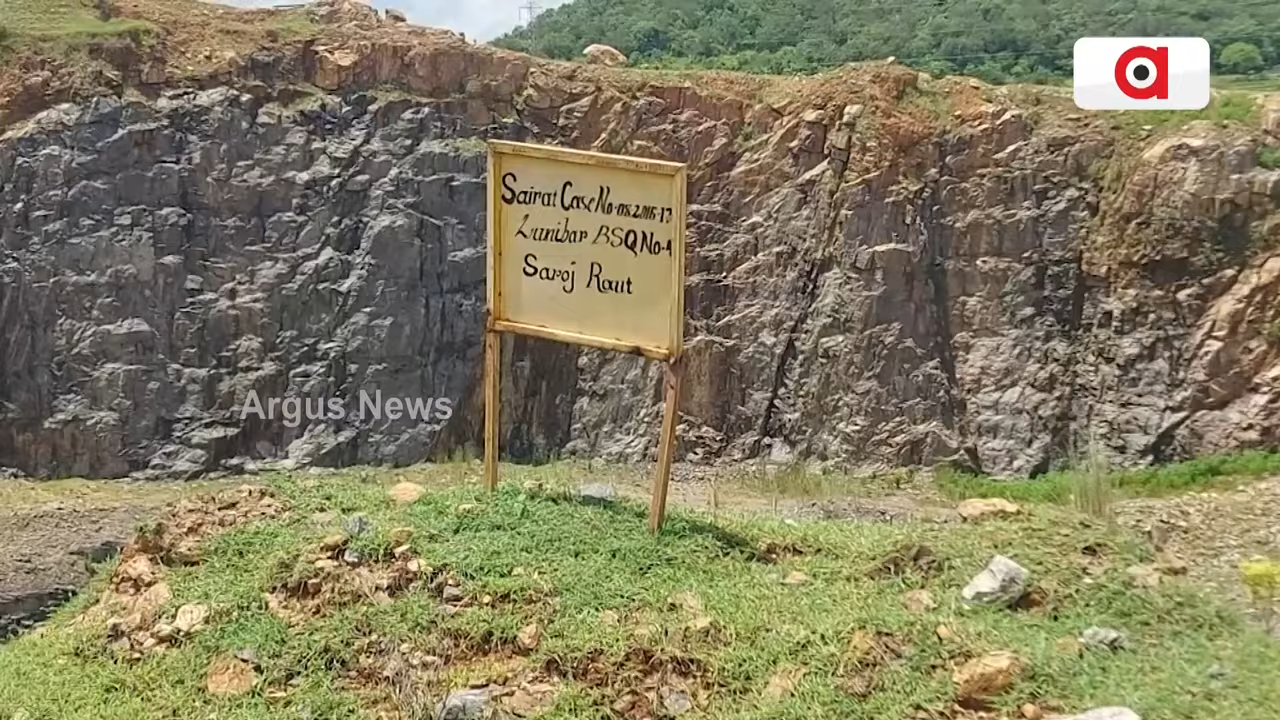 Sairat Case No-08.2016-17
Lunibar BSQ No-4
Saroj Raut
Argus News
a